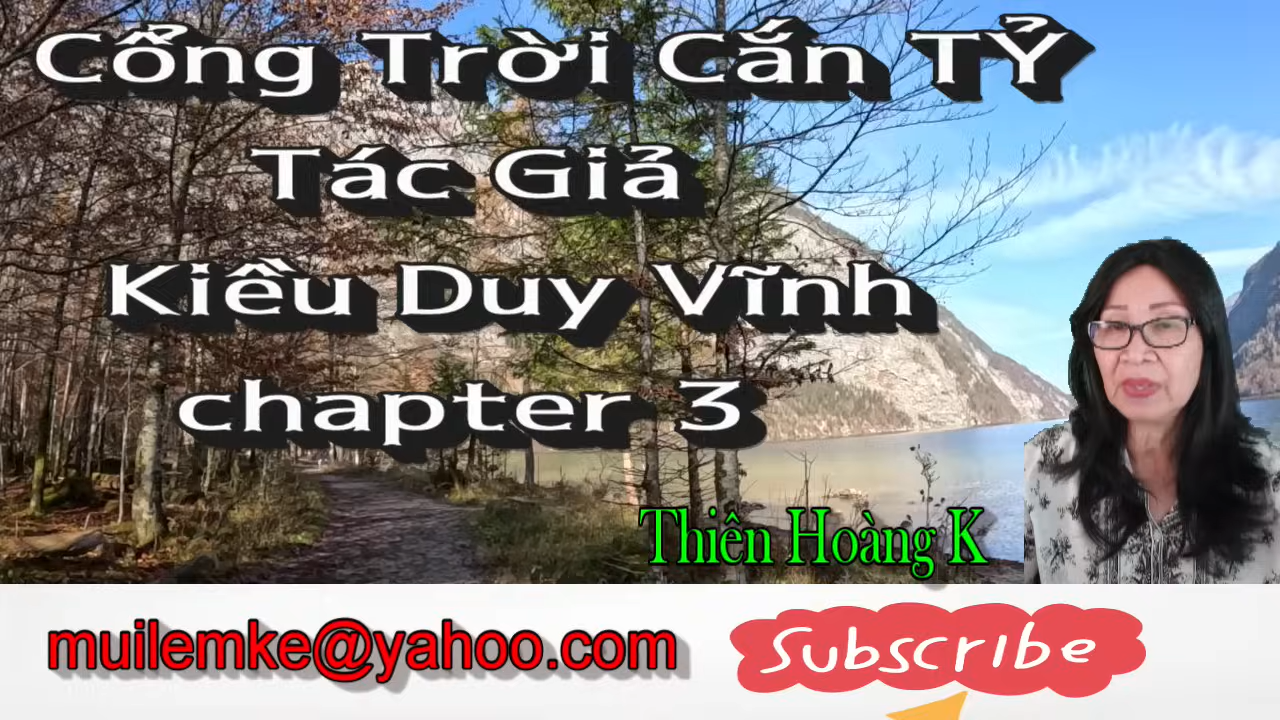 Cổng Trời Cắn TỶ
Tác Giả
Kiều Duy Vĩnh
chapter 3
Thiên Hoàng K
muilemke@yahoo.com
Subscribe